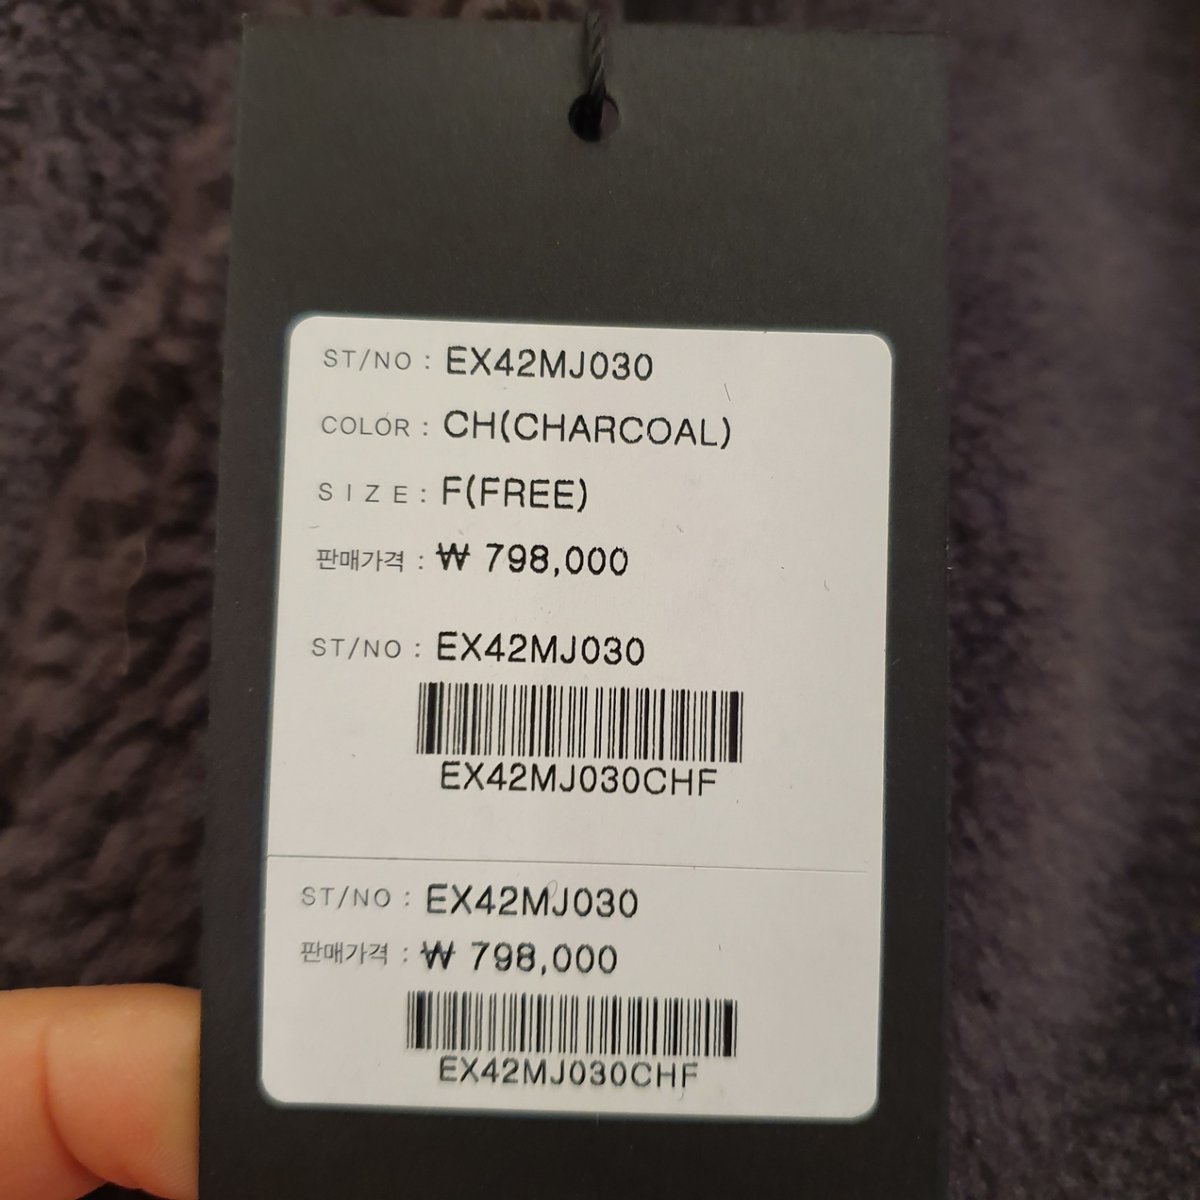 ST/NO : EX42MJ030
COLOR : CH(CHARCOAL)
SIZE : F(FREE)
판매가격 : ₩ 798,000
ST/NO : EX42MJ030
EX42MJ030CHF
ST/NO : EX42MJ030
판매가격 : ₩ 798,000
EX42MJ030CHF